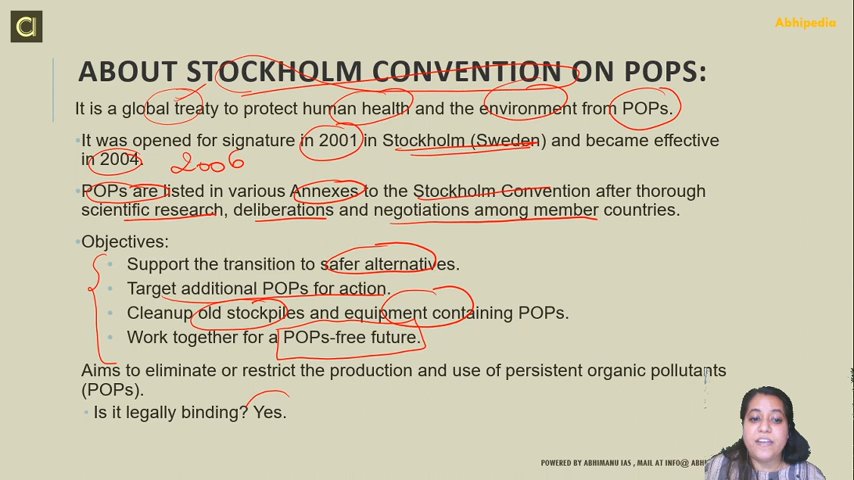 Abhipedia
ABOUT STOCKHOLM CONVENTION ON POPS:
It is a global treaty to protect human health and the environment from POPs.
It was opened for signature in 2001 in Stockholm (Sweden) and became effective
in 2004.
2006
POPs are listed in various Annexes to the Stockholm Convention after thorough
scientific research, deliberations and negotiations among member countries.
Objectives:
Support the transition to safer alternatives.
Target additional POPs for action.
Cleanup old stockpiles and equipment containing POPs.
Work together for a POPs-free future.
Aims to eliminate or restrict the production and use of persistent organic pollutants
(POPs).
Is it legally binding? Yes.
POWERED BY ABHIMANU IAS , MAIL AT INFO@